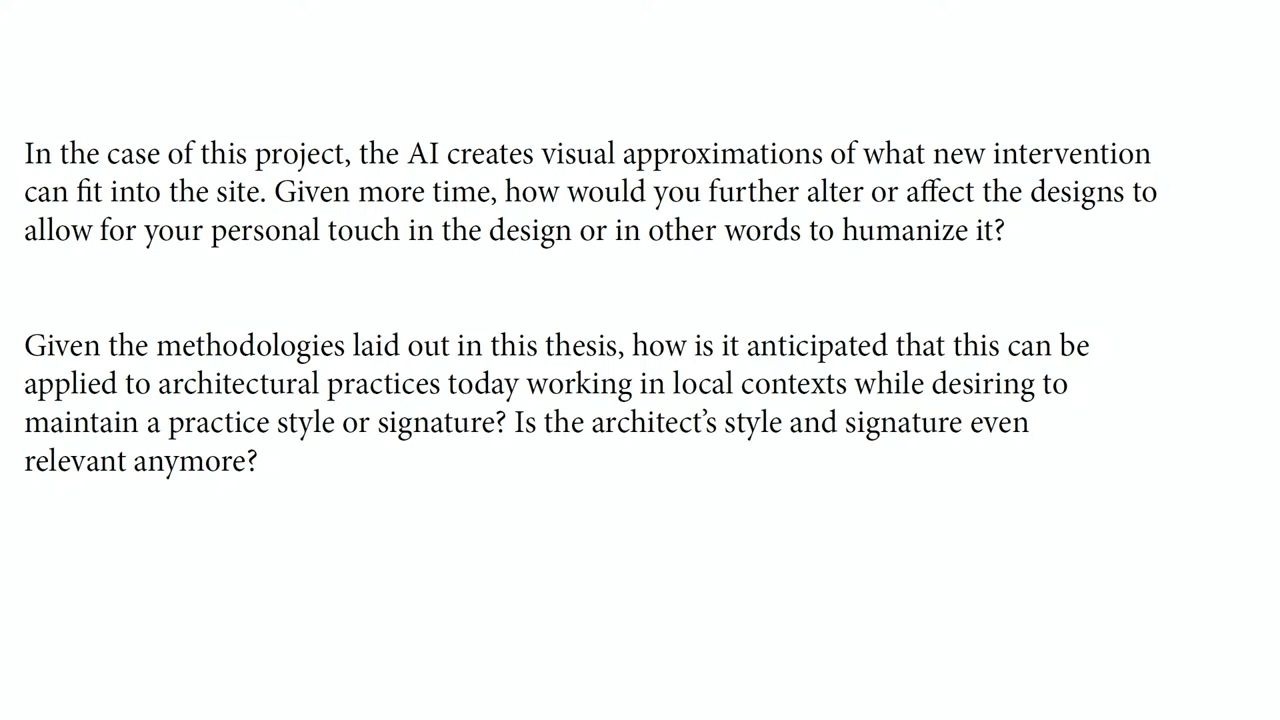 In the case of this project, the AI creates visual approximations of what new intervention
can fit into the site. Given more time, how would you further alter or affect the designs to
allow for your personal touch in the design or in other words to humanize it?
Given the methodologies laid out in this thesis, how is it anticipated that this can be
applied to architectural practices today working in local contexts while desiring to
maintain a practice style or signature? Is the architect’s style and signature even
relevant anymore?